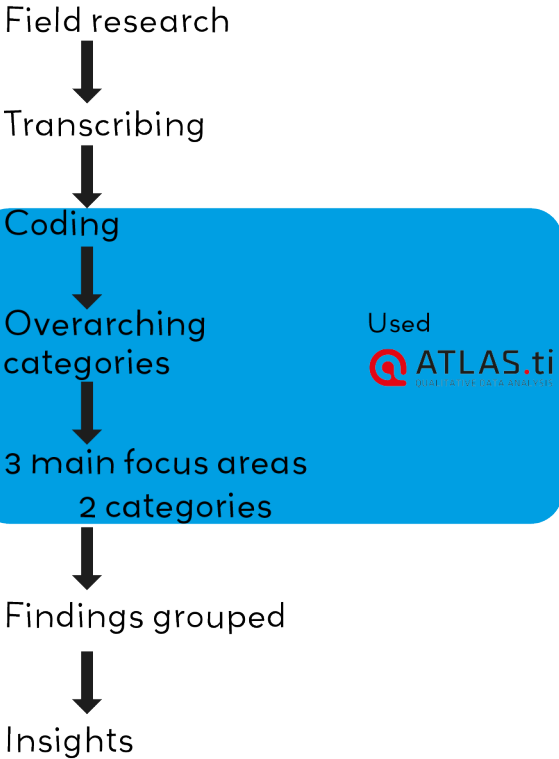 Field research
Transcribing
Coding
Overarching
categories
Used
ATLAS.ti
3 main focus areas
2 categories
Findings grouped
Insights